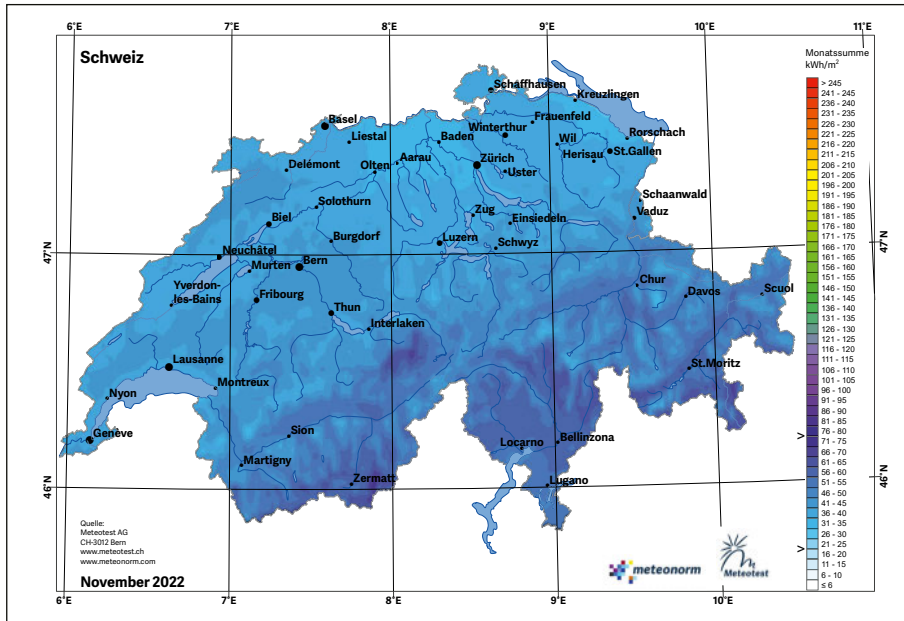 6°E 7°E 8°E 9°E 10°E 11°E
Schweiz
Monatssumme
kWh/m²
> 245
241 - 245
236 - 240
231 - 235
226 - 230
221 - 225
216 - 220
211 - 215
206 - 210
201 - 205
196 - 200
191 - 195
186 - 190
181 - 185
176 - 180
171 - 175
166 - 170
161 - 165
156 - 160
151 - 155
146 - 150
141 - 145
136 - 140
131 - 135
126 - 130
121 - 125
116 - 120
111 - 115
106 - 110
101 - 105
96 - 100
91 - 95
86 - 90
81 - 85
76 - 80
71 - 75
66 - 70
61 - 65
56 - 60
51 - 55
46 - 50
41 - 45
36 - 40
31 - 35
26 - 30
21 - 25
16 - 20
11 - 15
6 - 10
≤ 6
>
>
Schaffhausen
Kreuzlingen
Basel
Frauenfeld
Winterthur
Liestal
Baden
Wil
Rorschach
Delémont
Olten
Aarau
Zürich
Herisau
St.Gallen
Uster
Solothurn
Schaanwald
Zug
Vaduz
Biel
Einsiedeln
Burgdorf
Luzern
Schwyz
47°N
47°N
Neuchâtel
Murten
Bern
Yverdon-
les-Bains
Fribourg
Chur
Davos
Scuol
Thun
Interlaken
Lausanne
St.Moritz
Montreux
Nyon
Genève
Sion
Locarno
Bellinzona
Martigny
Zermatt
Lugano
46°N
46°N
Quelle:
Meteotest AG
CH-3012 Bern
www.meteotest.ch
www.meteonorm.com
meteonorm
Meteotest
November 2022
6°E 7°E 8°E 9°E 10°E